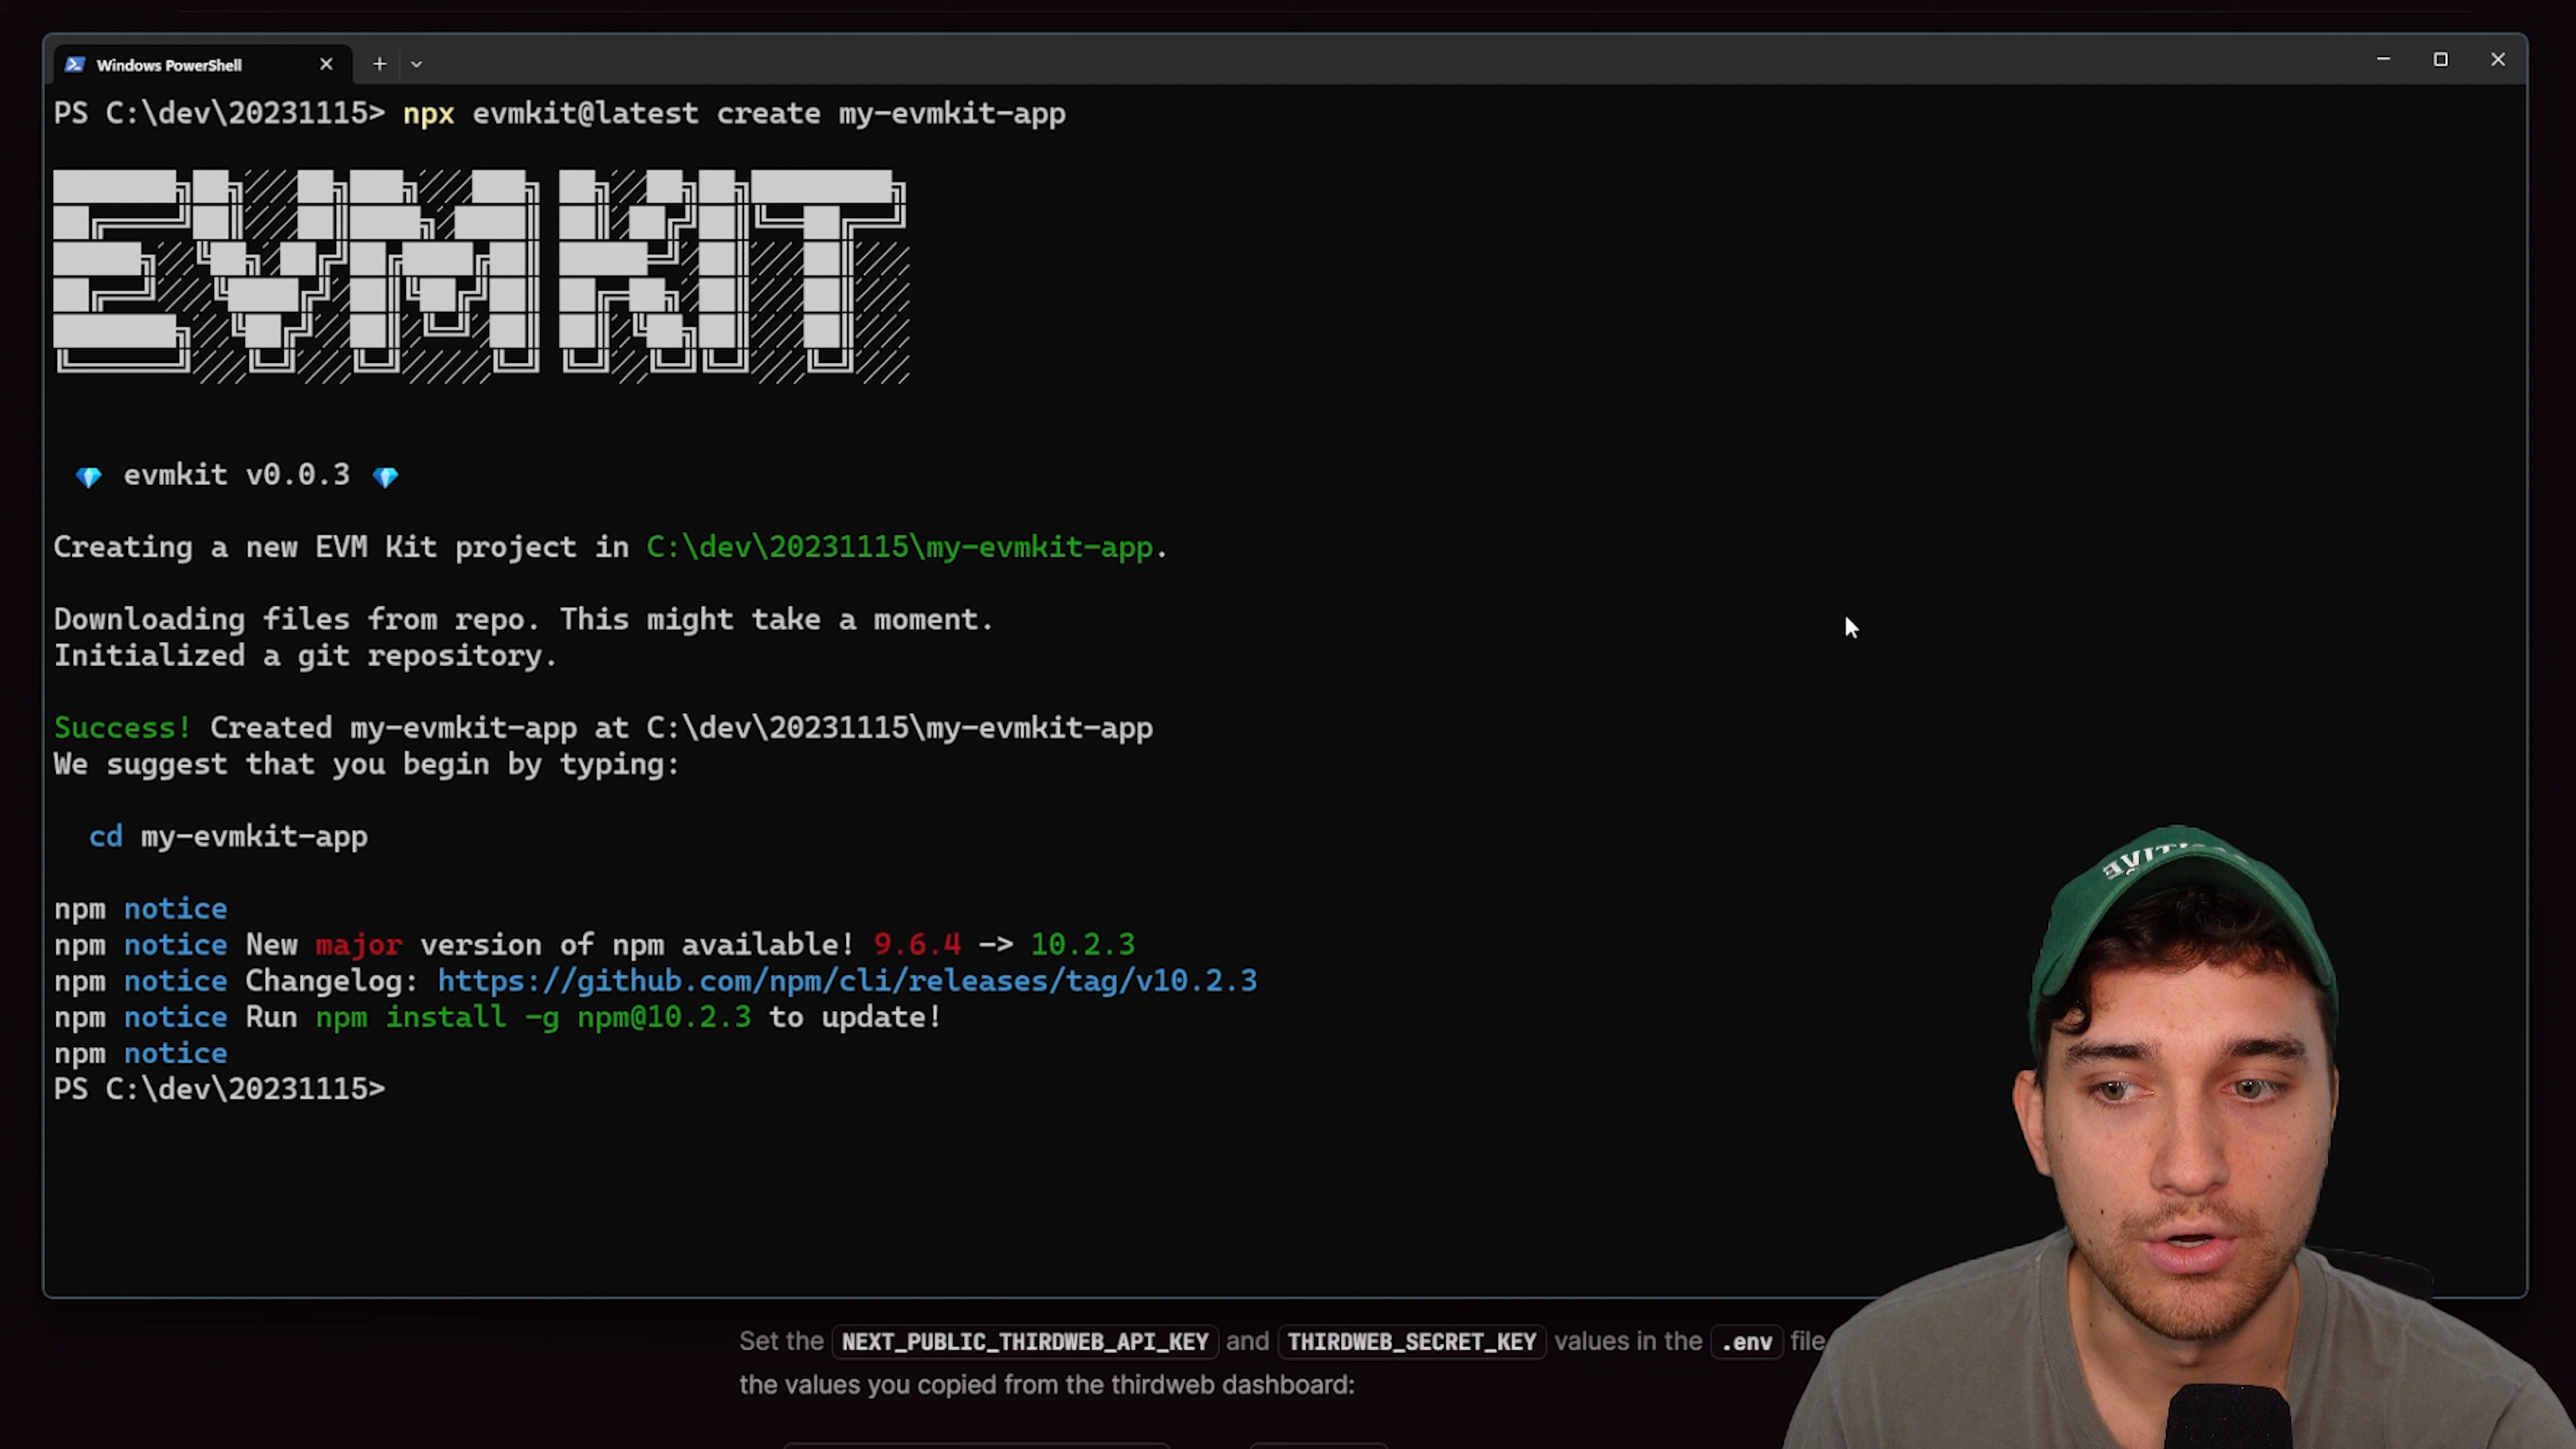 Windows PowerShell
PS C:\dev\20231115> npx evmkit@latest create my-evmkit-app
EVM KIT
💎 evmkit v0.0.3 💎
Creating a new EVM Kit project in C:\dev\20231115\my-evmkit-app.
Downloading files from repo. This might take a moment.
Initialized a git repository.
Success! Created my-evmkit-app at C:\dev\20231115\my-evmkit-app
We suggest that you begin by typing:
cd my-evmkit-app
npm notice
npm notice New major version of npm available! 9.6.4 -> 10.2.3
npm notice Changelog: https://github.com/npm/cli/releases/tag/v10.2.3
npm notice Run npm install -g npm@10.2.3 to update!
npm notice
PS C:\dev\20231115>
Set the NEXT_PUBLIC_THIRDWEB_API_KEY and THIRDWEB_SECRET_KEY values in the .env file
the values you copied from the thirdweb dashboard: